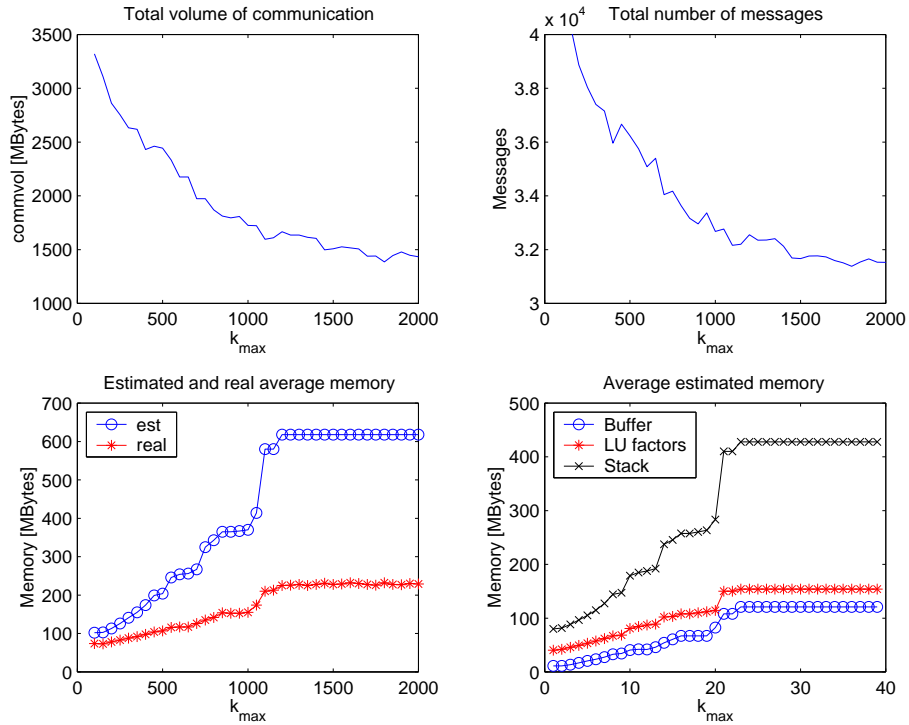 Total volume of communication
3500
3000
2500
2000
1500
1000
commvol [MBytes]
0 500 1000 1500 2000
k_max
Total number of messages
x 10^4
4
3.8
3.6
3.4
3.2
3
Messages
0 500 1000 1500 2000
k_max
Estimated and real average memory
700
600
500
400
300
200
100
0
Memory [MBytes]
est
real
0 500 1000 1500 2000
k_max
Average estimated memory
500
400
300
200
100
0
Memory [MBytes]
Buffer
LU factors
Stack
0 10 20 30 40
k_max